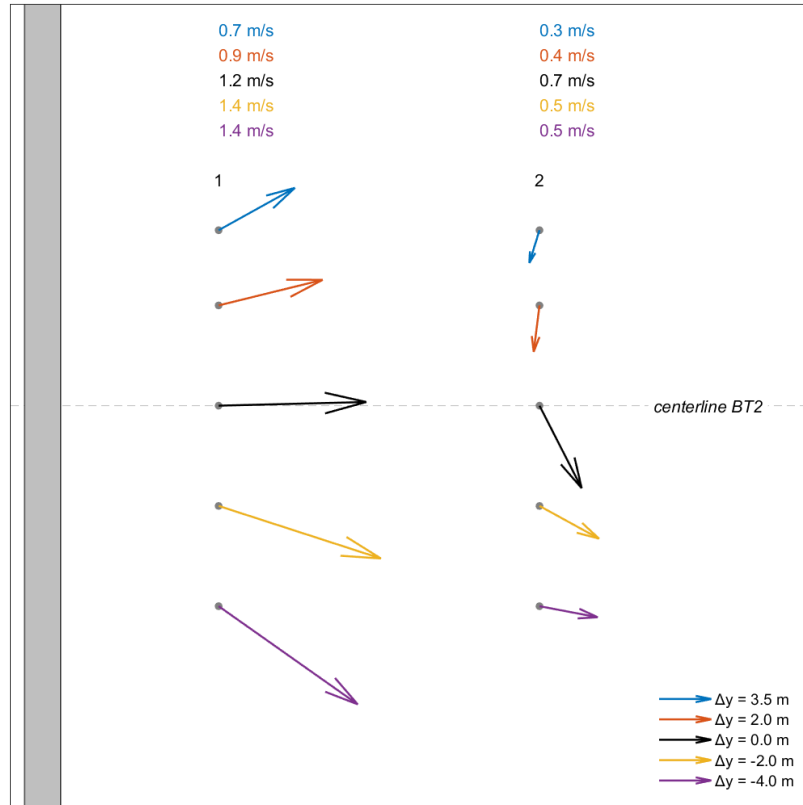 0.7 m/s
0.9 m/s
1.2 m/s
1.4 m/s
1.4 m/s
0.3 m/s
0.4 m/s
0.7 m/s
0.5 m/s
0.5 m/s
1
2
centerline BT2
Δy = 3.5 m
Δy = 2.0 m
Δy = 0.0 m
Δy = -2.0 m
Δy = -4.0 m